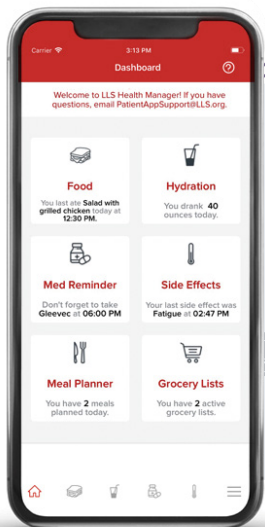 Carrier 3:13 PM
Dashboard
Welcome to LLS Health Manager! If you have
questions, email PatientAppSupport@LLS.org.
Food
You last ate Salad with
grilled chicken today at
12:30 PM.
Hydration
You drank 40
ounces today.
Med Reminder
Don't forget to take
Gleevec at 06:00 PM
Side Effects
Your last side effect was
Fatigue at 02:47 PM
Meal Planner
You have 2 meals
planned today.
Grocery Lists
You have 2 active
grocery lists.